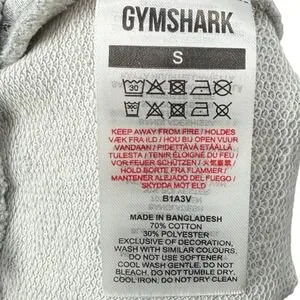 GYMSHARK
S
30
KEEP AWAY FROM FIRE / HOLDES
VÆK FRA ILD / HOU BIJ OPEN VUUR
VANDAAN / PIDETTÄVÄ ETÄÄLLÄ
TULESTA / TENIR ÉLOIGNÉ DU FEU /
VOR FEUER SCHÜTZEN /
HOLD BORTE FRA FLAMMER /
MANTENER ALEJADO DEL FUEGO /
SKYDDA MOT ELD
B1A3V
MADE IN BANGLADESH
70% COTTON
30% POLYESTER
EXCLUSIVE OF DECORATION,
WASH WITH SIMILAR COLOURS.
DO NOT USE SOFTENER
COOL WASH GENTLE. DO NOT
BLEACH. DO NOT TUMBLE DRY.
COOL IRON. DO NOT DRY CLEAN